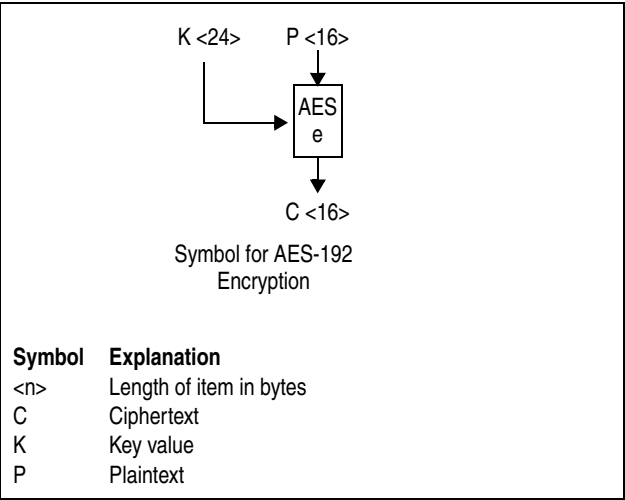 K <24> P <16>
AES
e
C <16>
Symbol for AES-192
Encryption
Symbol Explanation
<n> Length of item in bytes
C Ciphertext
K Key value
P Plaintext